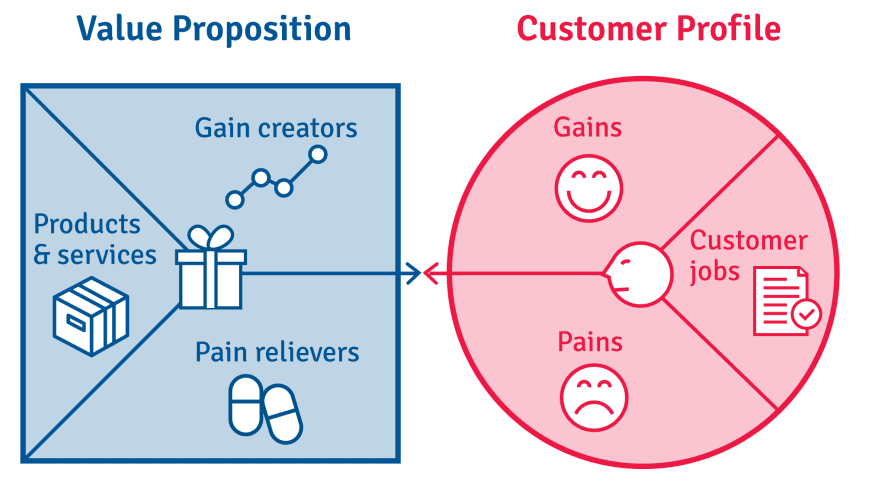 Value Proposition
Customer Profile
Gain creators
Products
& services
Pain relievers
Gains
Customer
jobs
Pains